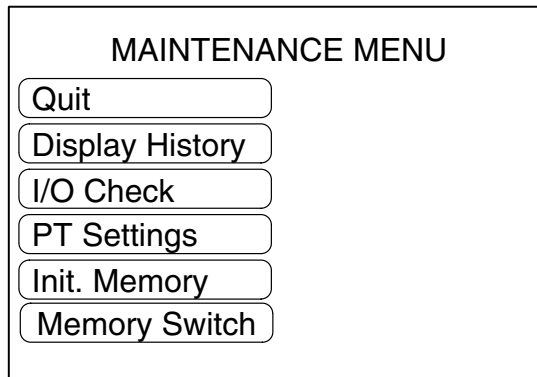 MAINTENANCE MENU
Quit
Display History
I/O Check
PT Settings
Init. Memory
Memory Switch